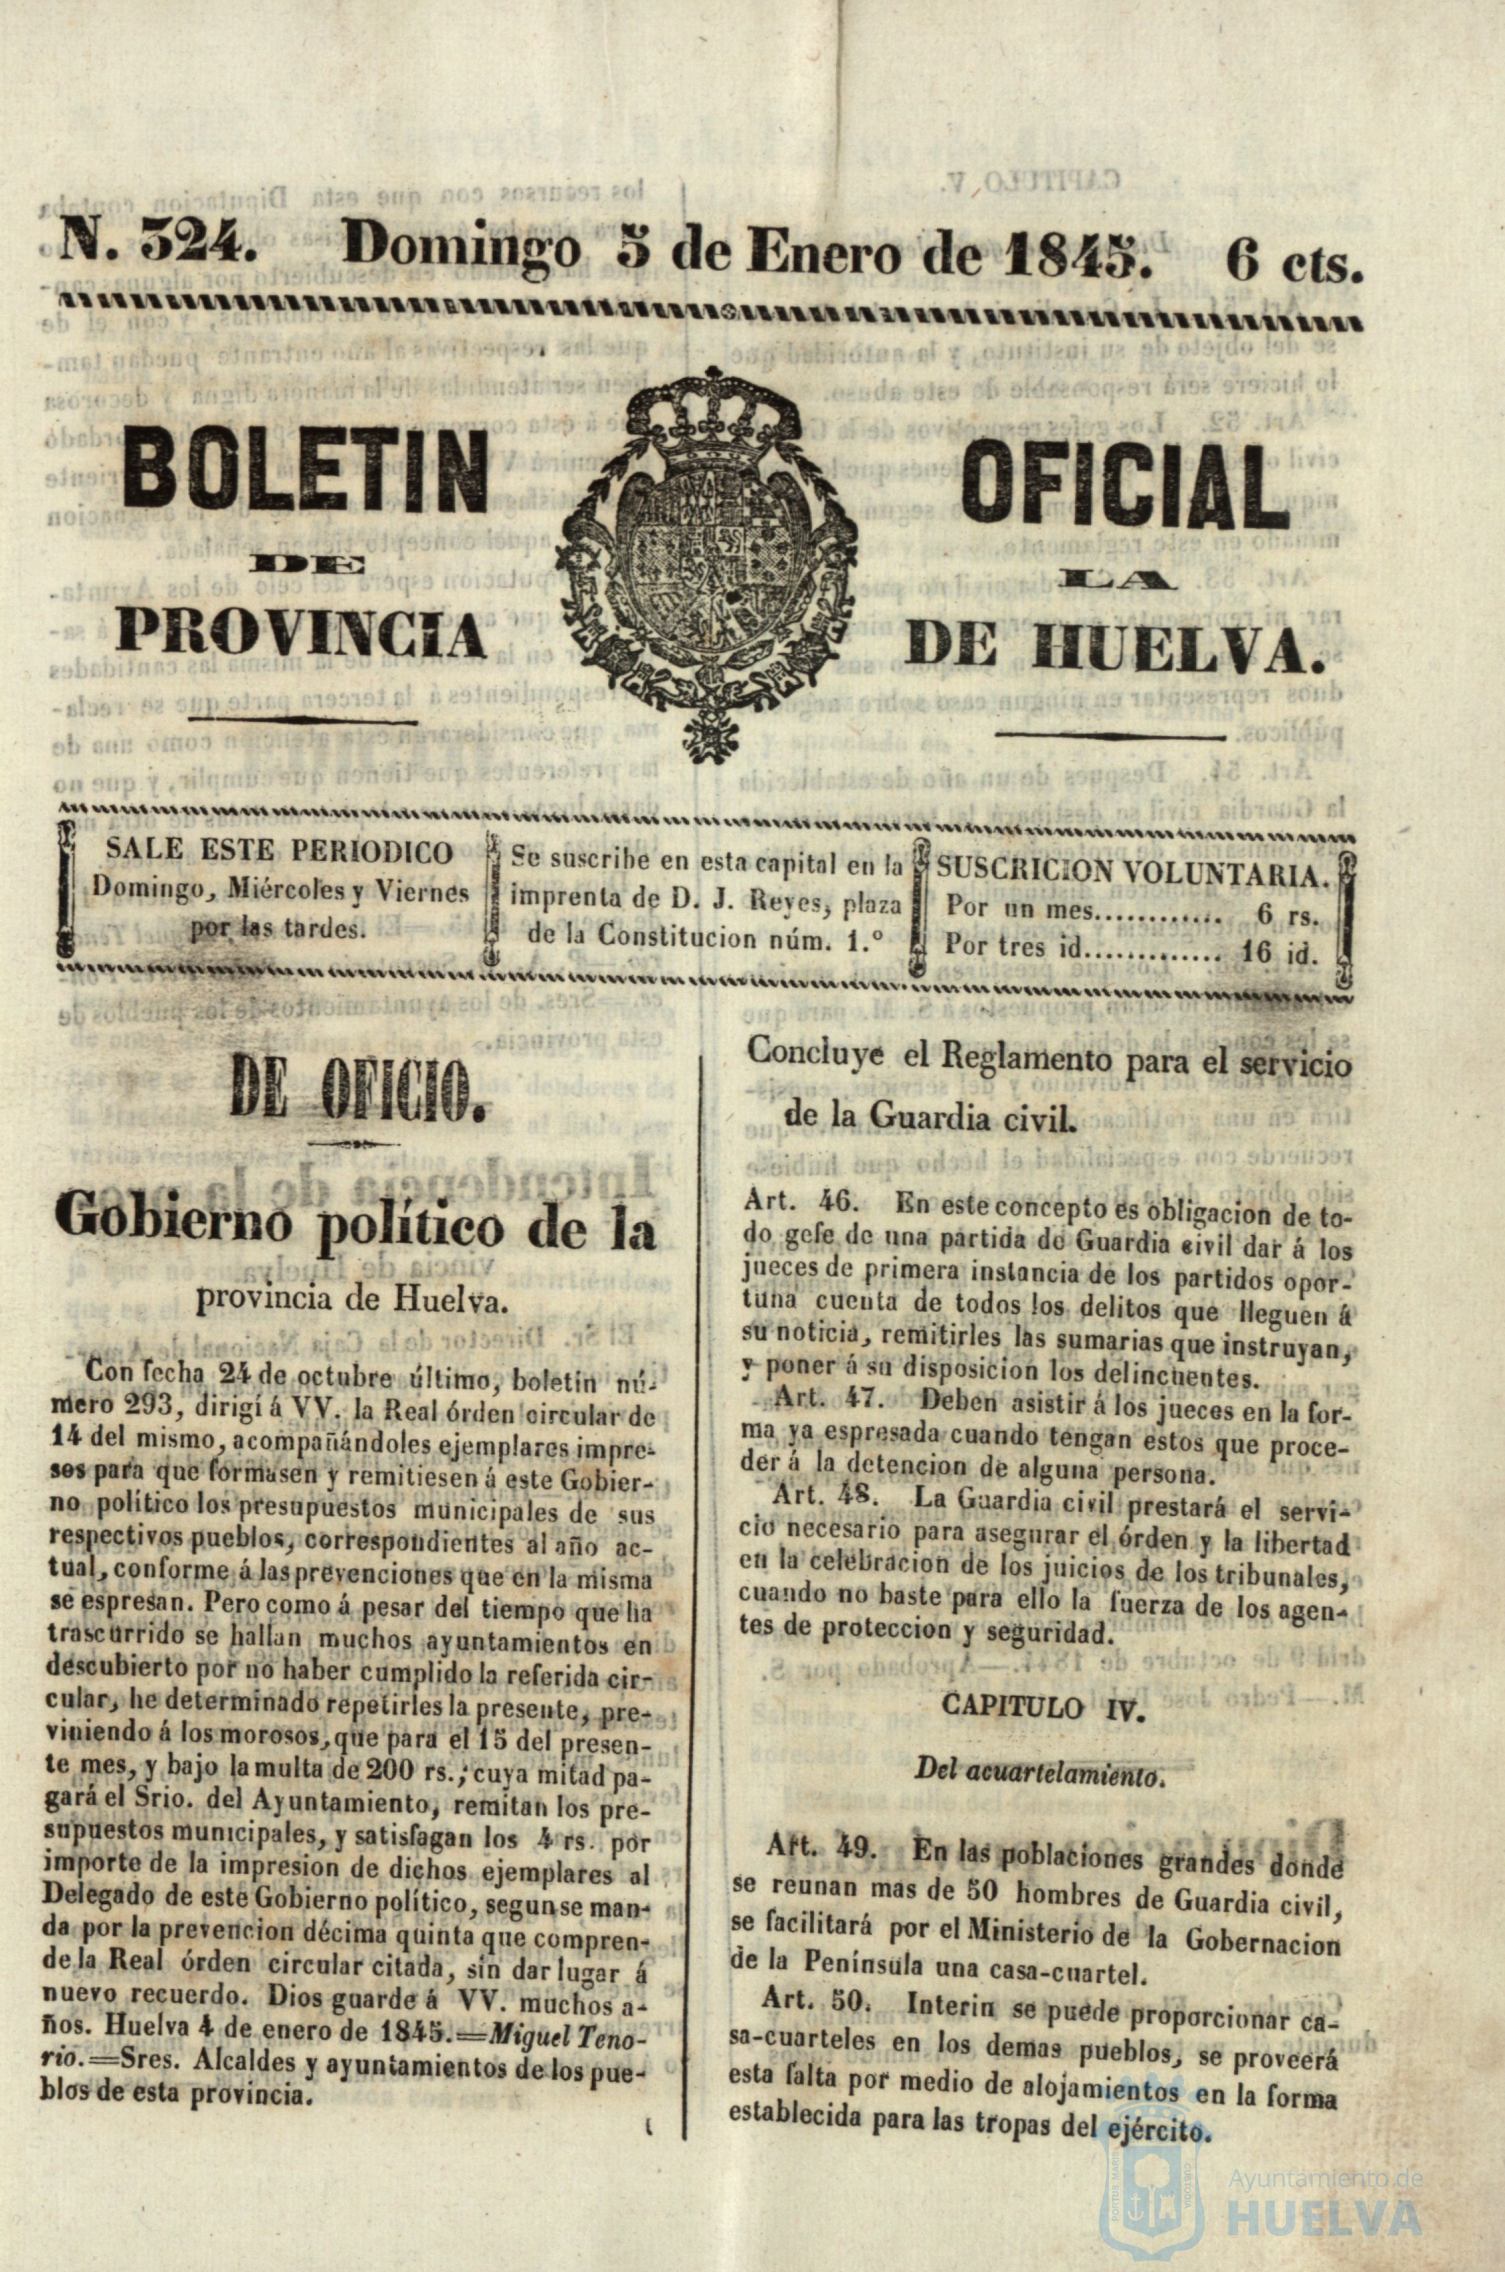 N. 324. Domingo 5 de Enero de 1845. 6 cts.
BOLETIN OFICIAL
DE LA
PROVINCIA DE HUELVA.
SALE ESTE PERIODICO
Domingo, Miércoles y Viernes
por las tardes.
Se suscribe en esta capital en la
imprenta de D. J. Reyes, plaza
de la Constitucion núm. 1.º
SUSCRICION VOLUNTARIA.
Por un mes............ 6 rs.
Por tres id............. 16 id.
DE OFICIO.
Gobierno político de la
provincia de Huelva.
Con fecha 24 de octubre último, boletin nú-
mero 293, dirigí á VV. la Real órden circular de
14 del mismo, acompañándoles ejemplares impre-
sos para que formasen y remitiesen á este Gobier-
no político los presupuestos municipales de sus
respectivos pueblos, correspondientes al año ac-
tual, conforme á las prevenciones que en la misma
se espresan. Pero como á pesar del tiempo que ha
trascurrido se hallan muchos ayuntamientos en
descubierto por no haber cumplido la referida cir-
cular, he determinado repetirles la presente, pre-
viniendo á los morosos, que para el 15 del presen-
te mes, y bajo la multa de 200 rs.; cuya mitad pa-
gará el Srio. del Ayuntamiento, remitan los pre-
supuestos municipales, y satisfagan los 4 rs. por
importe de la impresion de dichos ejemplares al
Delegado de este Gobierno político, segun se man-
da por la prevencion décima quinta que compren-
de la Real órden circular citada, sin dar lugar á
nuevo recuerdo. Dios guarde á VV. muchos a-
ños. Huelva 4 de enero de 1845.=Miguel Teno-
rio.=Sres. Alcaldes y ayuntamientos de los pue-
blos de esta provincia.
Concluye el Reglamento para el servicio
de la Guardia civil.
Art. 46. En este concepto es obligacion de to-
do gefe de una partida de Guardia civil dar á los
jueces de primera instancia de los partidos opor-
tuna cuenta de todos los delitos que lleguen á
su noticia, remitirles las sumarias que instruyan,
y poner á su disposicion los delincuentes.
Art. 47. Deben asistir á los jueces en la for-
ma ya espresada cuando tengan estos que proce-
der á la detencion de alguna persona.
Art. 48. La Guardia civil prestará el servi-
cio necesario para asegurar el órden y la libertad
en la celebracion de los juicios de los tribunales,
cuando no baste para ello la fuerza de los agen-
tes de proteccion y seguridad.
CAPITULO IV.
Del acuartelamiento.
Art. 49. En las poblaciones grandes donde
se reunan mas de 50 hombres de Guardia civil,
se facilitará por el Ministerio de la Gobernacion
de la Península una casa-cuartel.
Art. 50. Interin se puede proporcionar ca-
sa-cuarteles en los demas pueblos, se proveerá
esta falta por medio de alojamientos en la forma
establecida para las tropas del ejército.
Ayuntamiento de
HUELVA